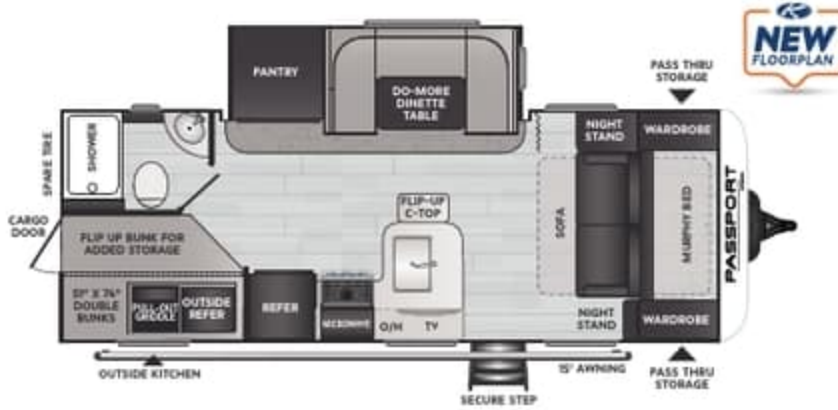 NEW
FLOORPLAN
PASS THRU
STORAGE
PANTRY
DO-MORE
DINETTE
TABLE
NIGHT
STAND
WARDROBE
SPARE TIRE
SHOWER
FLIP-UP
C-TOP
SOFA
MURPHY BED
PASSPORT
CARGO
DOOR
FLIP UP BUNK FOR
ADDED STORAGE
51" X 74"
DOUBLE
BUNKS
PULL-OUT
GRIDDLE
OUTSIDE
REFER
REFER
MICROWAVE
O/H
TV
NIGHT
STAND
WARDROBE
OUTSIDE KITCHEN
15' AWNING
SECURE STEP
PASS THRU
STORAGE